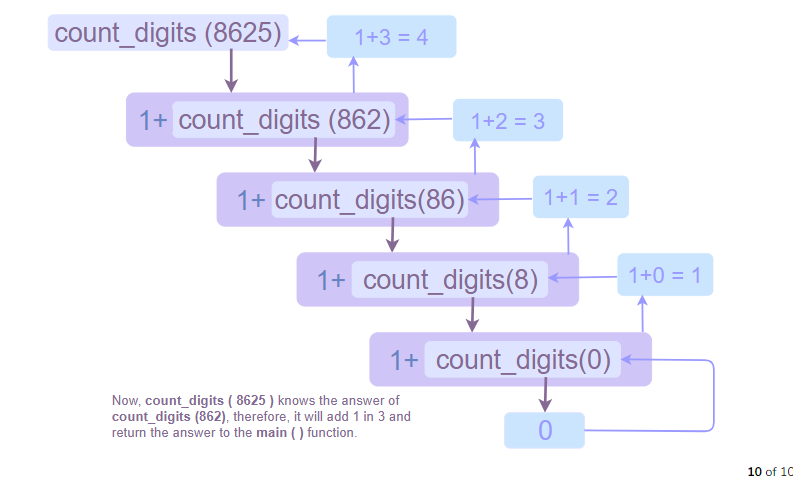 count_digits (8625)
1+3 = 4
1+ count_digits (862)
1+2 = 3
1+ count_digits(86)
1+1 = 2
1+ count_digits(8)
1+0 = 1
1+ count_digits(0)
0
Now, count_digits ( 8625 ) knows the answer of
count_digits (862), therefore, it will add 1 in 3 and
return the answer to the main ( ) function.
10 of 10